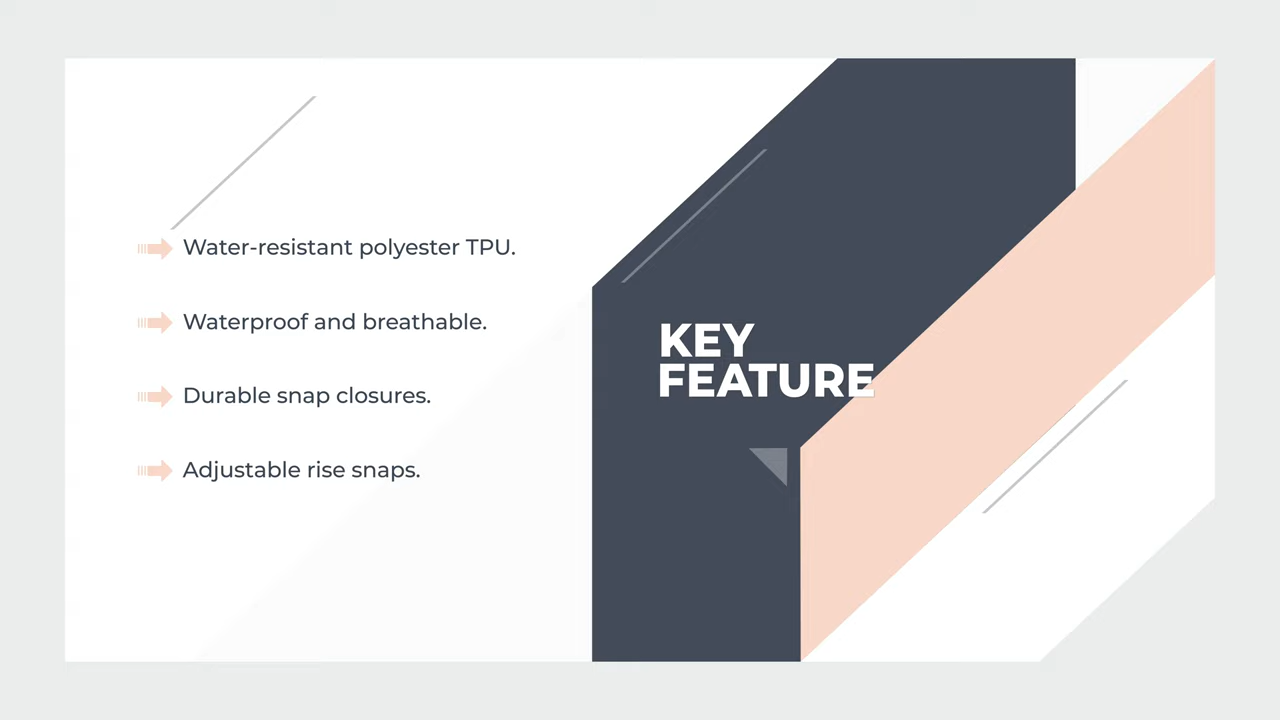 Water-resistant polyester TPU.
Waterproof and breathable.
Durable snap closures.
Adjustable rise snaps.
KEY
FEATURE